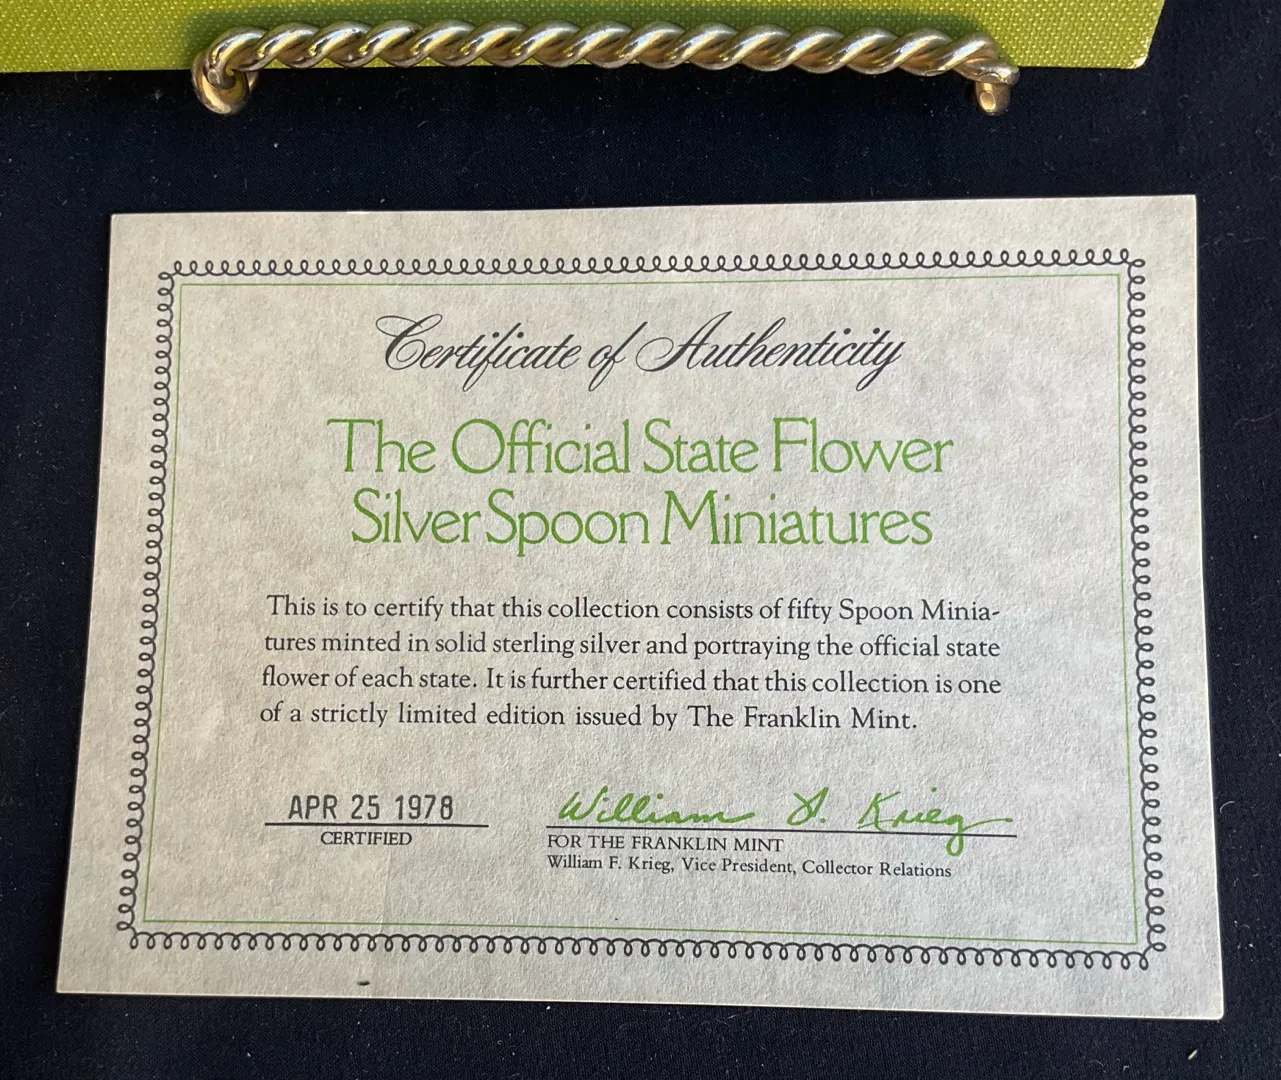 Certificate of Authenticity
The Official State Flower
Silver Spoon Miniatures
This is to certify that this collection consists of fifty Spoon Minia-
tures minted in solid sterling silver and portraying the official state
flower of each state. It is further certified that this collection is one
of a strictly limited edition issued by The Franklin Mint.
APR 25 1978
CERTIFIED
William F. Krieg
FOR THE FRANKLIN MINT
William F. Krieg, Vice President, Collector Relations